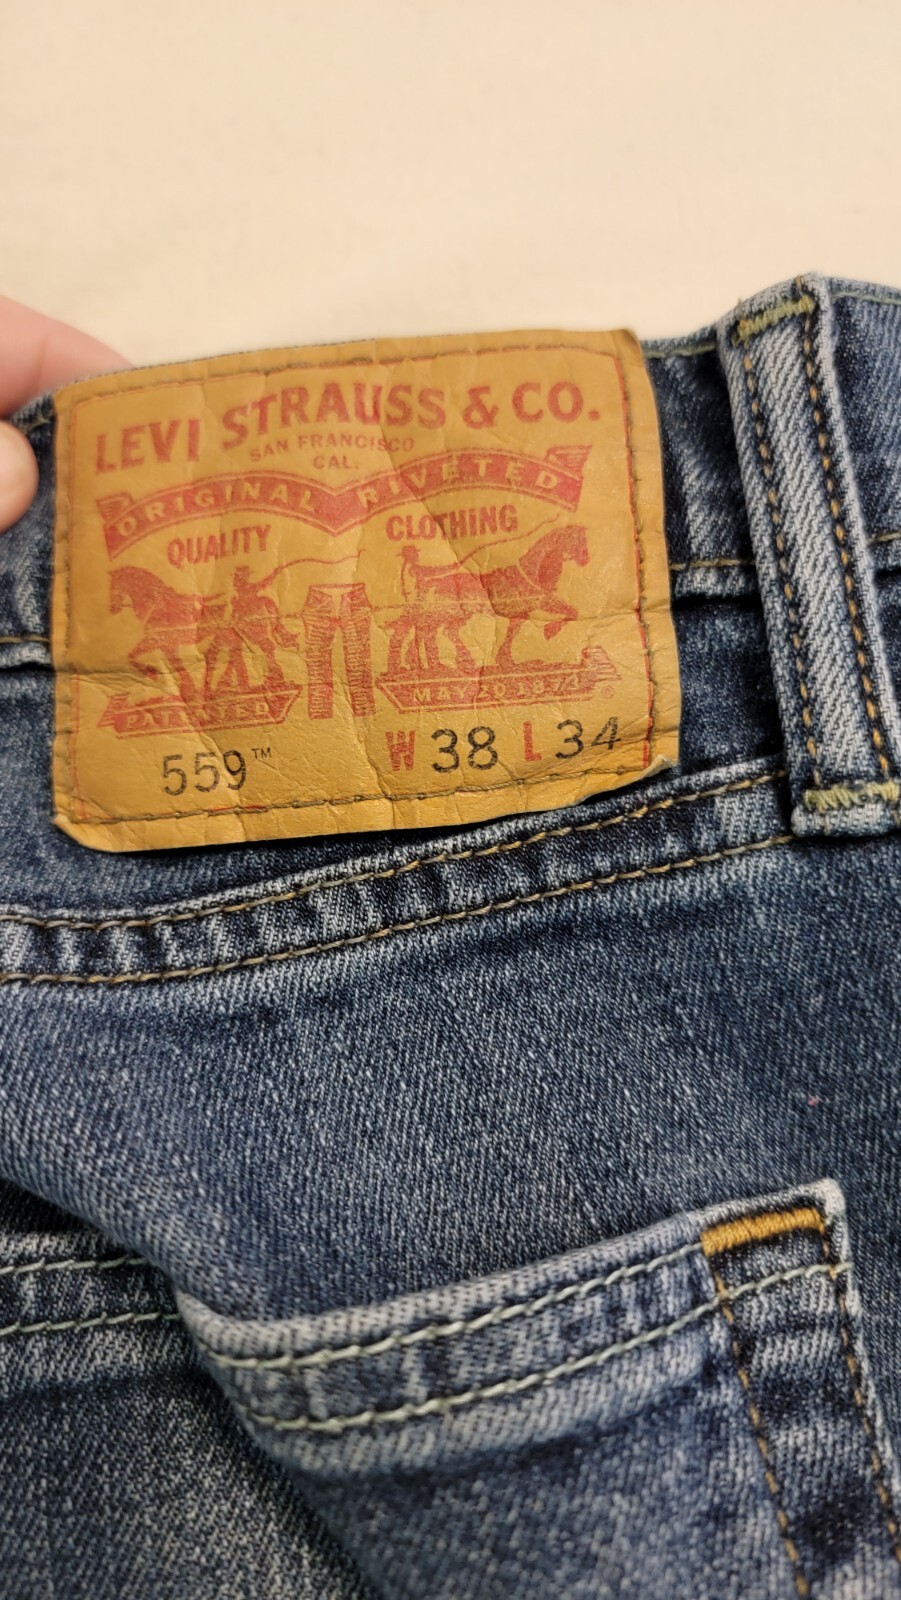 LEVI STRAUSS & CO.
SAN FRANCISCO
CAL.
ORIGINAL RIVETED
QUALITY CLOTHING
PATENTED MAY 20 1873 ®
559™ W 38 L 34